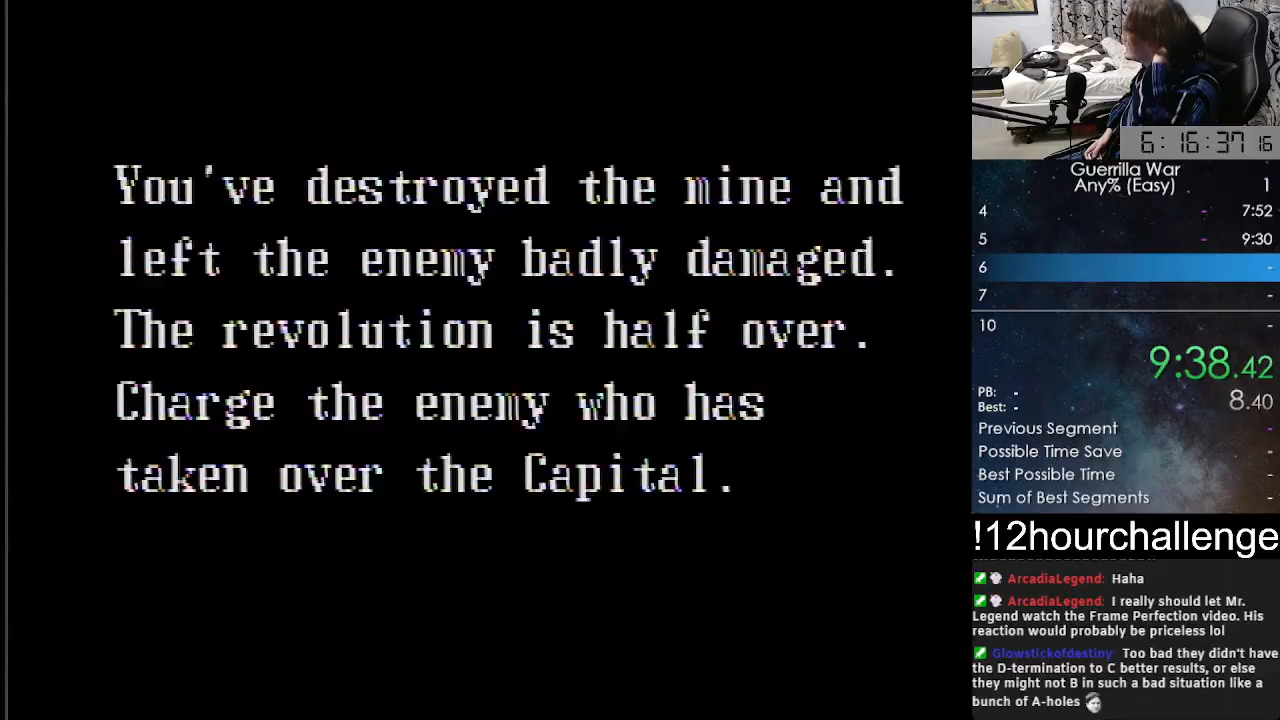 You've destroyed the mine and
left the enemy badly damaged.
The revolution is half over.
Charge the enemy who has
taken over the Capital.
6:16:37 16
Guerrilla War
Any% (Easy) 1
4 - 7:52
5 - 9:30
6 -
7 -
10 -
9:38.42
PB: -
Best: -
8.40
Previous Segment -
Possible Time Save -
Best Possible Time -
Sum of Best Segments -
!12hourchallenge
ArcadiaLegend: Haha
ArcadiaLegend: I really should let Mr.
Legend watch the Frame Perfection video. His
reaction would probably be priceless lol
Glowstickofdestiny: Too bad they didn't have
the D-termination to C better results, or else
they might not B in such a bad situation like a
bunch of A-holes